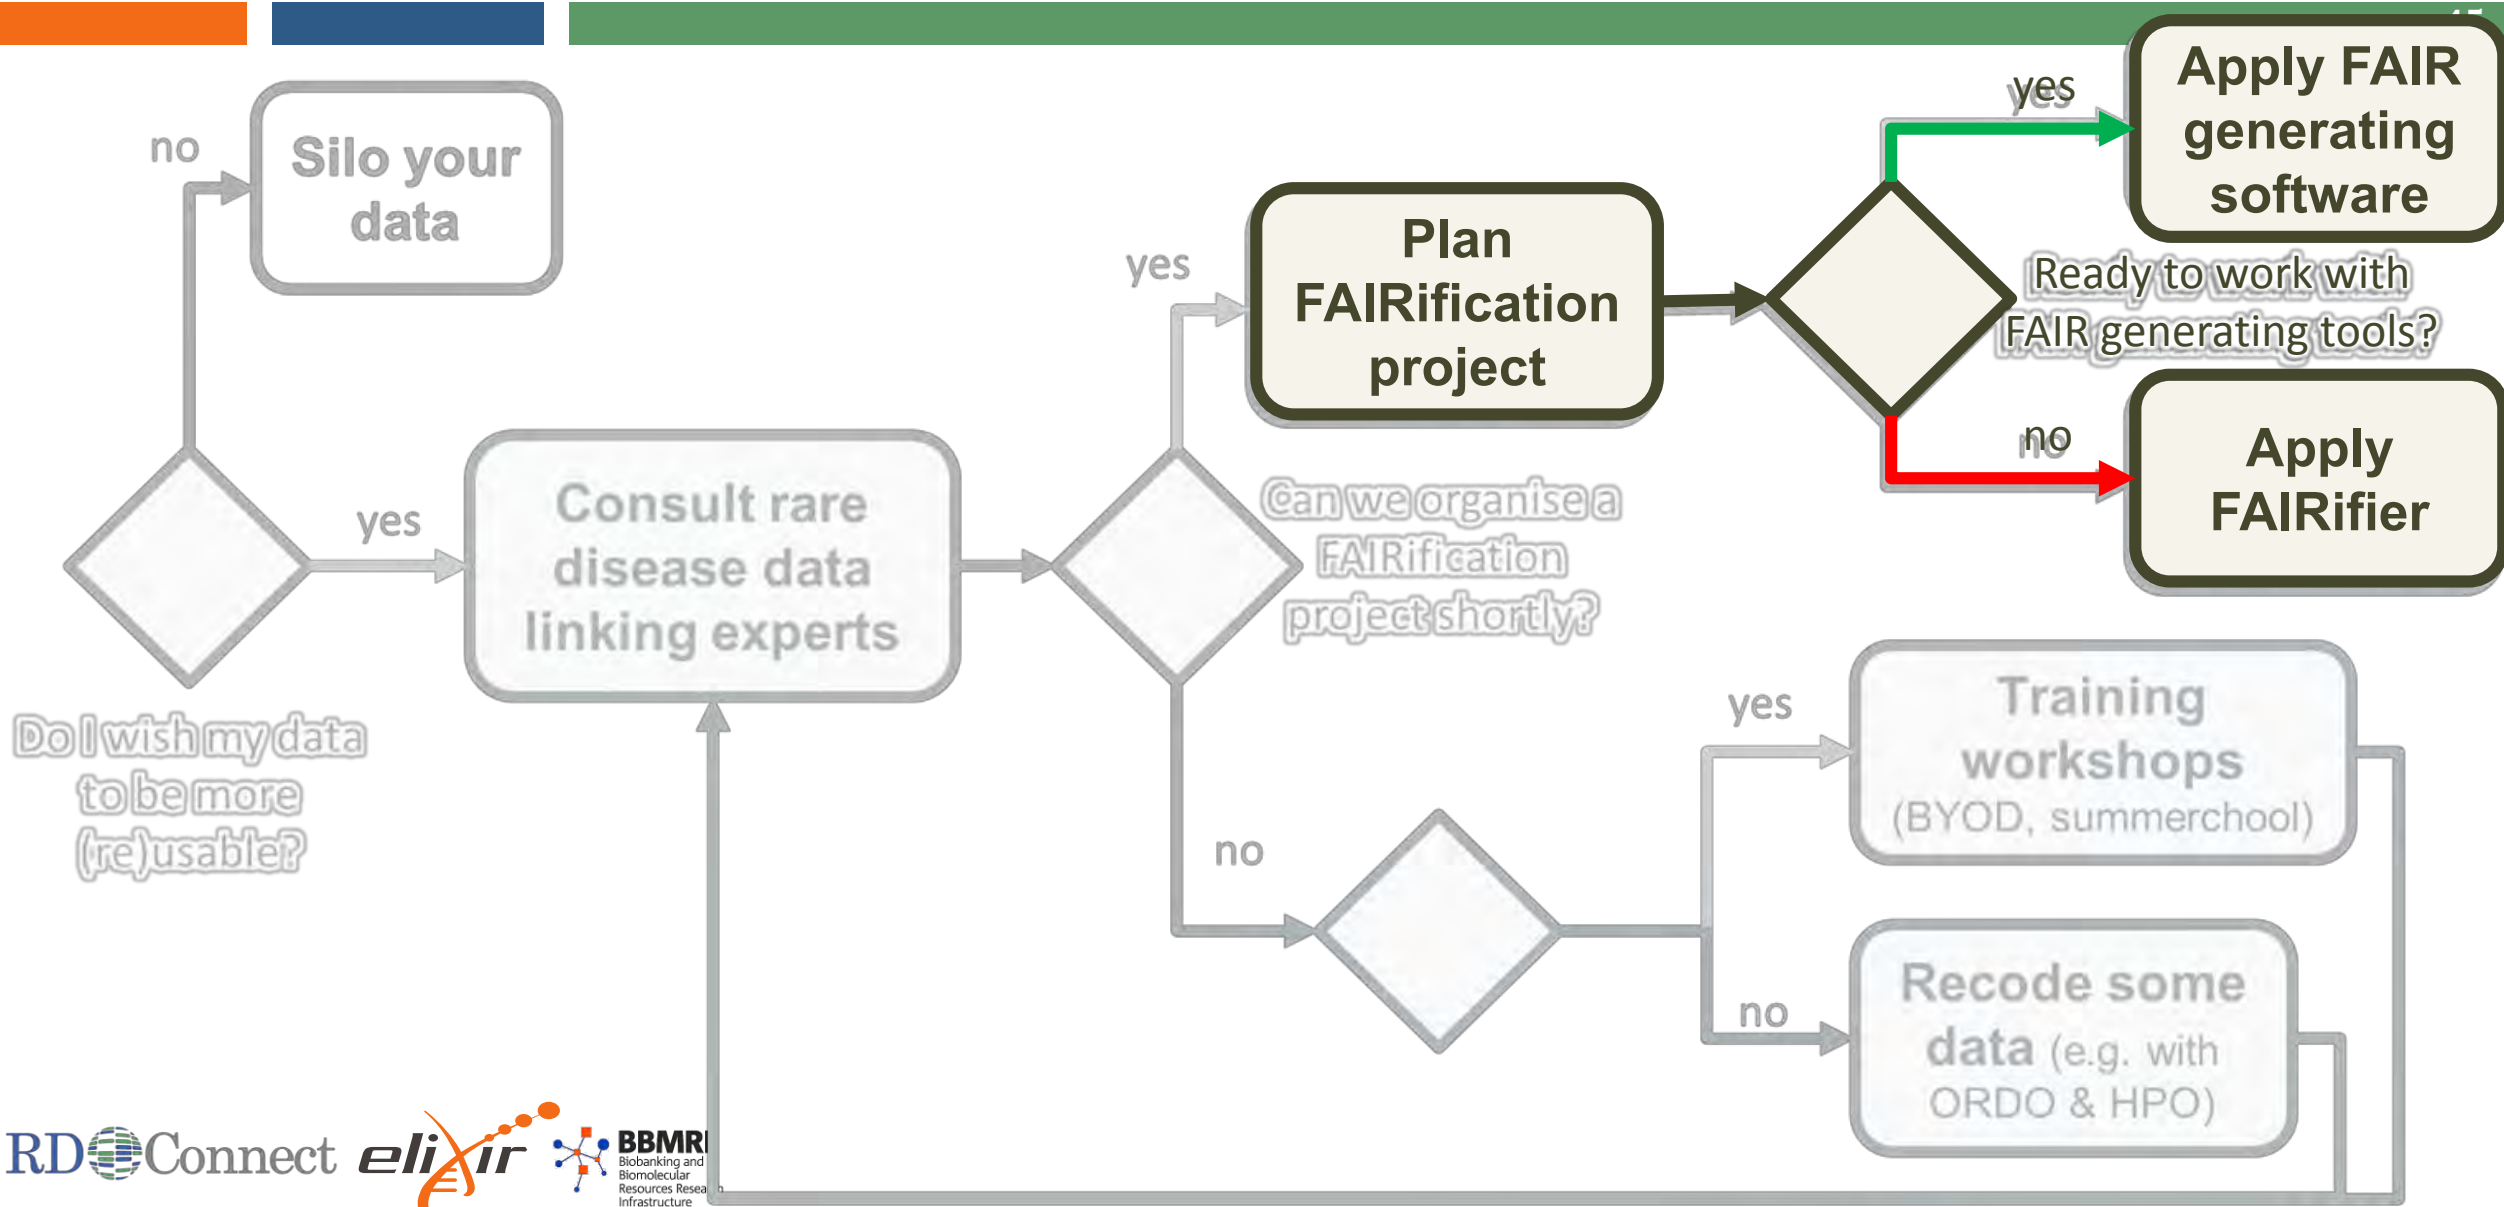 no
Silo your
data
yes
Apply FAIR
generating
software
yes
Plan
FAIRification
project
Ready to work with
FAIR generating tools?
no
Apply
FAIRifier
yes
Consult rare
disease data
linking experts
Can we organise a
FAIRification
project shortly?
Do I wish my data
to be more
(re)usable?
yes
Training
workshops
(BYOD, summerchool)
no
no
Recode some
data (e.g. with
ORDO & HPO)
RD Connect
elixir
BBMRI
Biobanking and
Biomolecular
Resources Research
Infrastructure